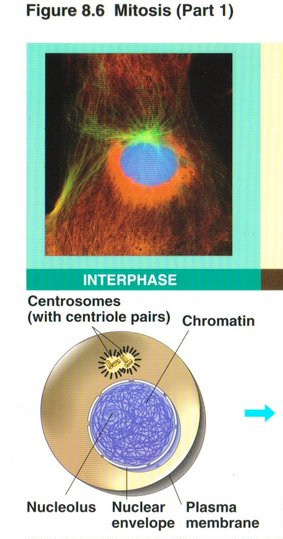 Figure 8.6 Mitosis (Part 1)
INTERPHASE
Centrosomes
(with centriole pairs)
Chromatin
Nucleolus
Nuclear
envelope
Plasma
membrane